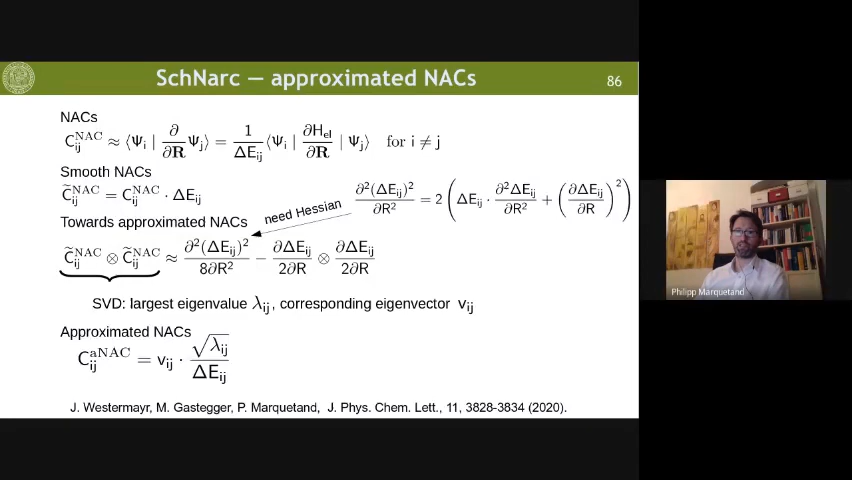 SchNarc — approximated NACs
86
NACs
C_ij^NAC ≈ ⟨Ψ_i | ∂/∂R Ψ_j⟩ = 1/ΔE_ij ⟨Ψ_i | ∂H_el/∂R | Ψ_j⟩ for i ≠ j
Smooth NACs
C̃_ij^NAC = C_ij^NAC · ΔE_ij
∂²(ΔE_ij)²/∂R² = 2 (ΔE_ij · ∂²ΔE_ij/∂R² + (∂ΔE_ij/∂R)²)
need Hessian
Towards approximated NACs
C̃_ij^NAC ⊗ C̃_ij^NAC ≈ ∂²(ΔE_ij)²/8∂R² − ∂ΔE_ij/2∂R ⊗ ∂ΔE_ij/2∂R
SVD: largest eigenvalue λ_ij, corresponding eigenvector v_ij
Approximated NACs
C_ij^aNAC = v_ij · √λ_ij/ΔE_ij
J. Westermayr, M. Gastegger, P. Marquetand, J. Phys. Chem. Lett., 11, 3828-3834 (2020).
Philipp Marquetand